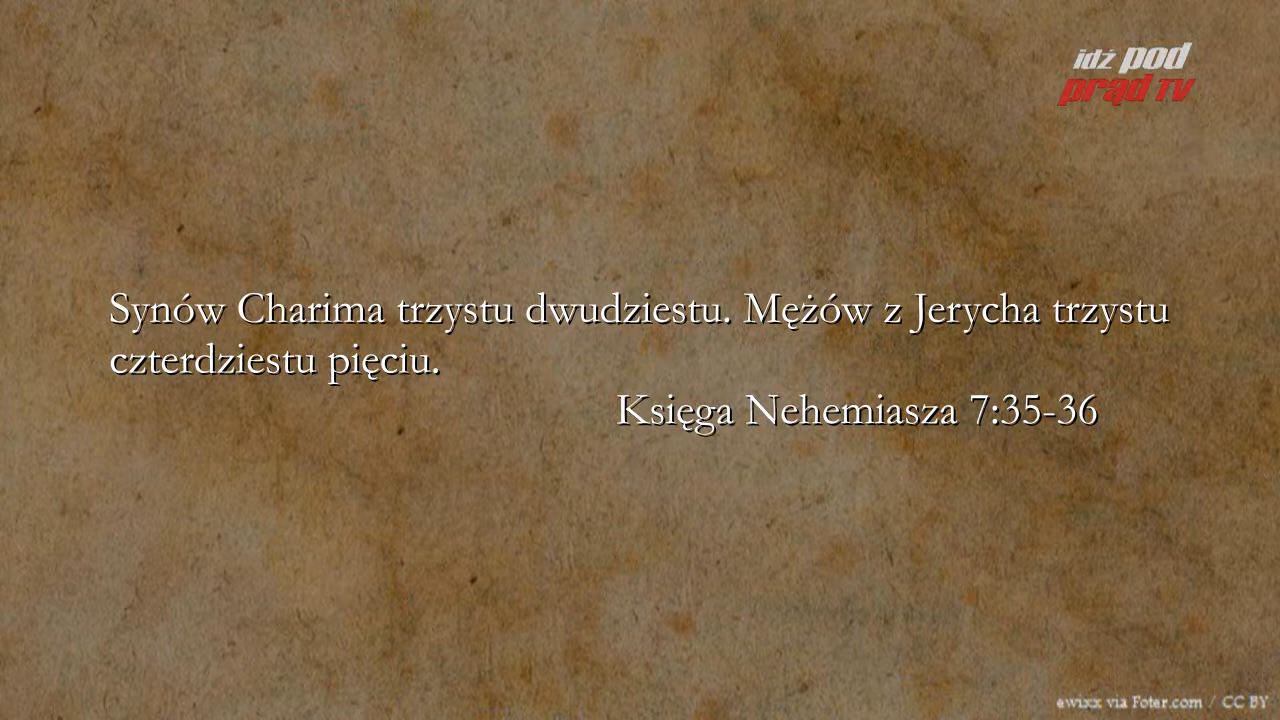 idź pod
prąd TV
Synów Charima trzystu dwudziestu. Mężów z Jerycha trzystu
czterdziestu pięciu.
Księga Nehemiasza 7:35-36
ewixx via Foter.com / CC BY